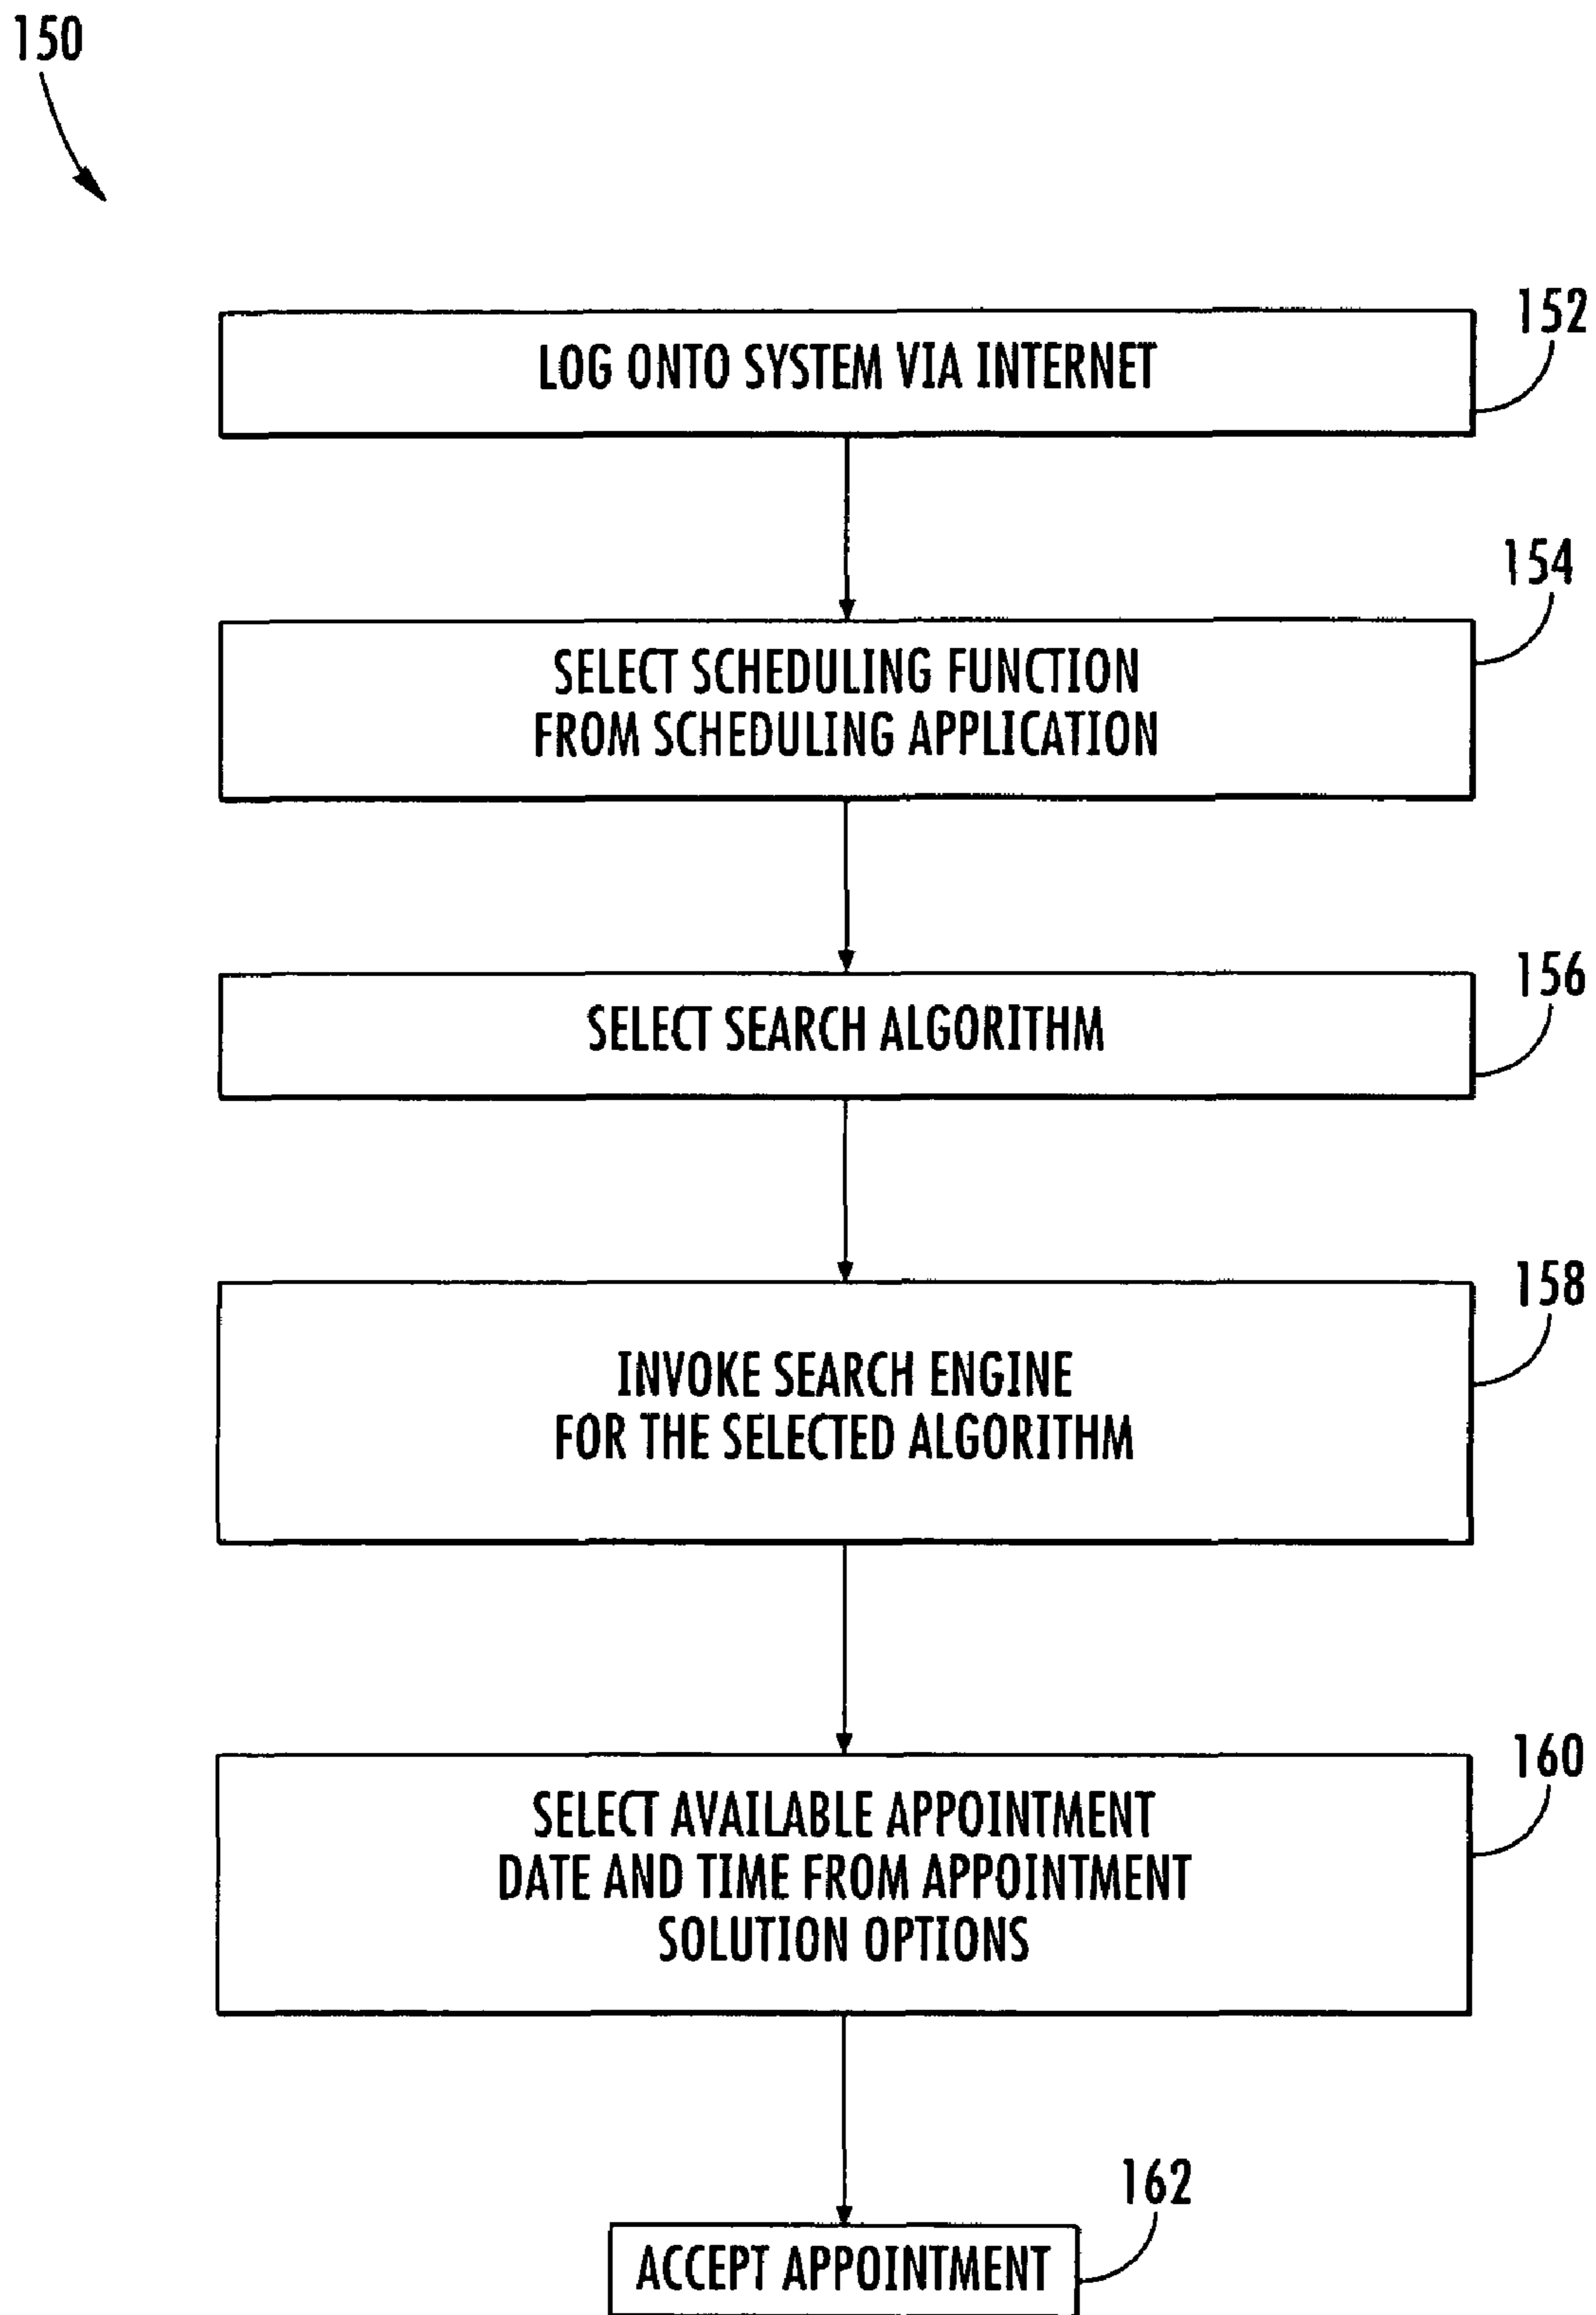 150
152
LOG ONTO SYSTEM VIA INTERNET
154
SELECT SCHEDULING FUNCTION
FROM SCHEDULING APPLICATION
156
SELECT SEARCH ALGORITHM
158
INVOKE SEARCH ENGINE
FOR THE SELECTED ALGORITHM
160
SELECT AVAILABLE APPOINTMENT
DATE AND TIME FROM APPOINTMENT
SOLUTION OPTIONS
162
ACCEPT APPOINTMENT